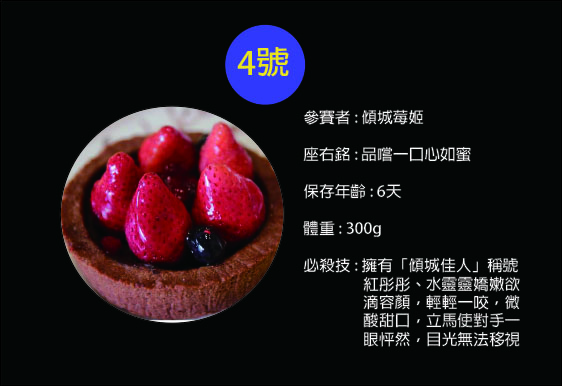 4號
參賽者:傾城莓姬
座右銘:品嚐一口心如蜜
保存年齡:6天
體重:300g
必殺技:擁有「傾城佳人」稱號
紅彤彤、水靈靈嬌嫩欲
滴容顏，輕輕一咬，微
酸甜口，立馬使對手一
眼怦然，目光無法移視